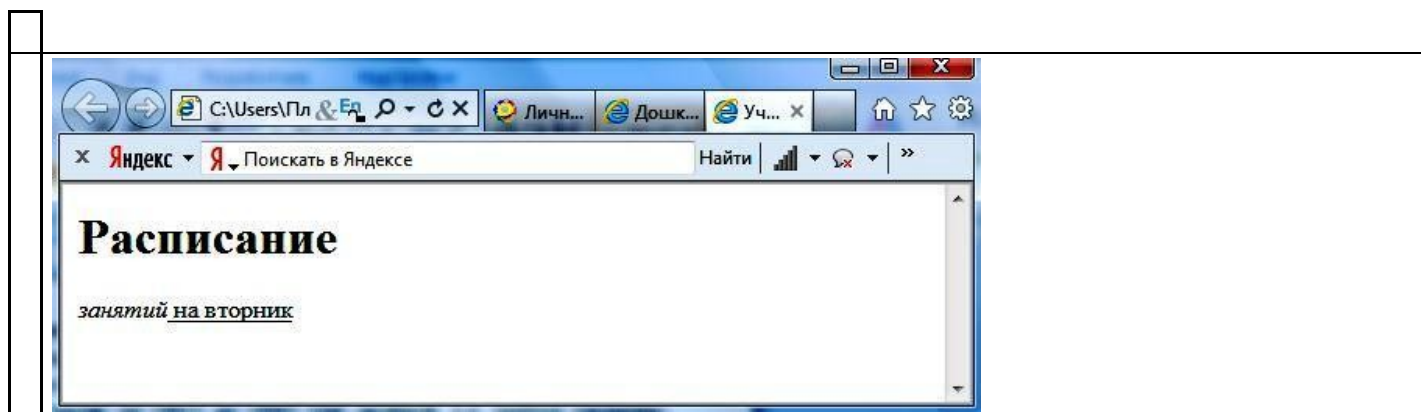 C:\Users\Пл Личн... Дошк... Уч...
Яндекс Я Поискать в Яндексе Найти »
Расписание
занятий на вторник